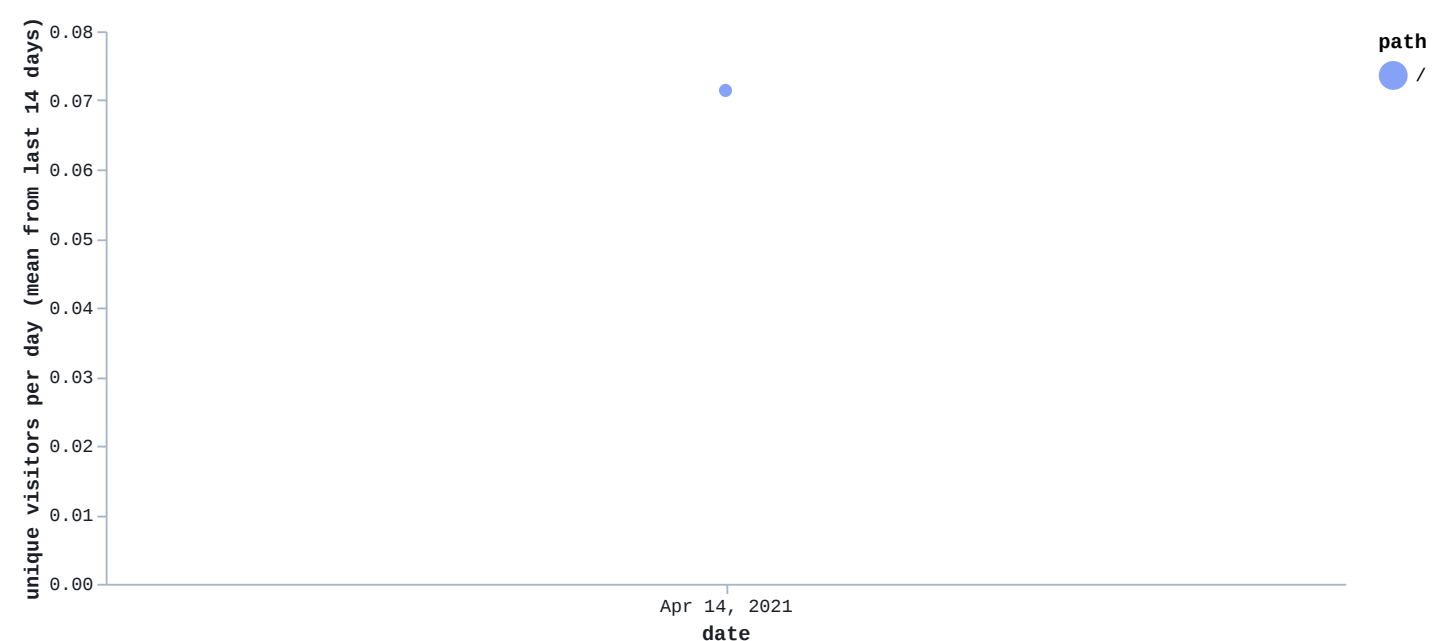 unique visitors per day (mean from last 14 days)
0.08
0.07
0.06
0.05
0.04
0.03
0.02
0.01
0.00
Apr 14, 2021
date
path
/